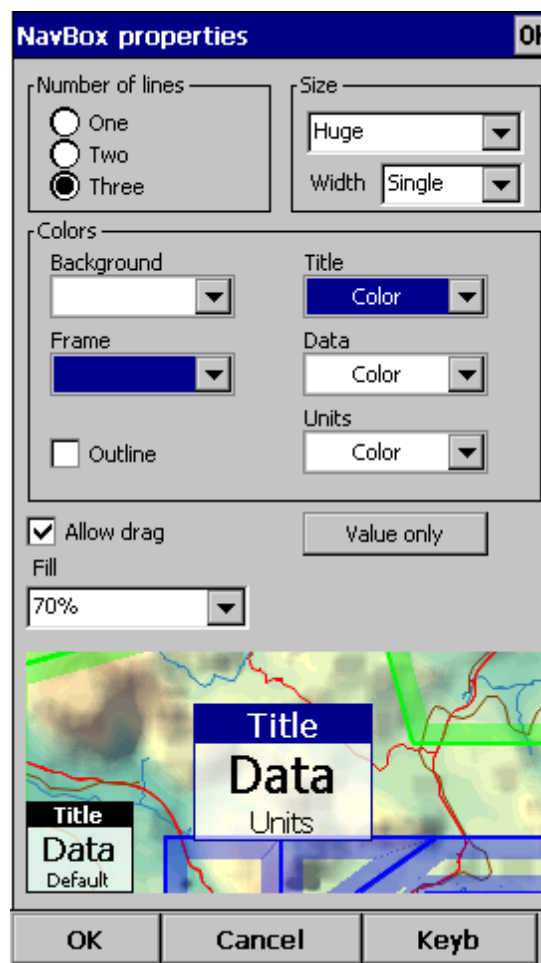 NavBox properties
Number of lines
One
Two
Three
Size
Huge
Width Single
Colors
Background
Title
Color
Frame
Data
Color
Units
Color
Outline
Allow drag
Value only
Fill
70%
Title
Data
Units
Title
Data
Default
OK Cancel Keyb